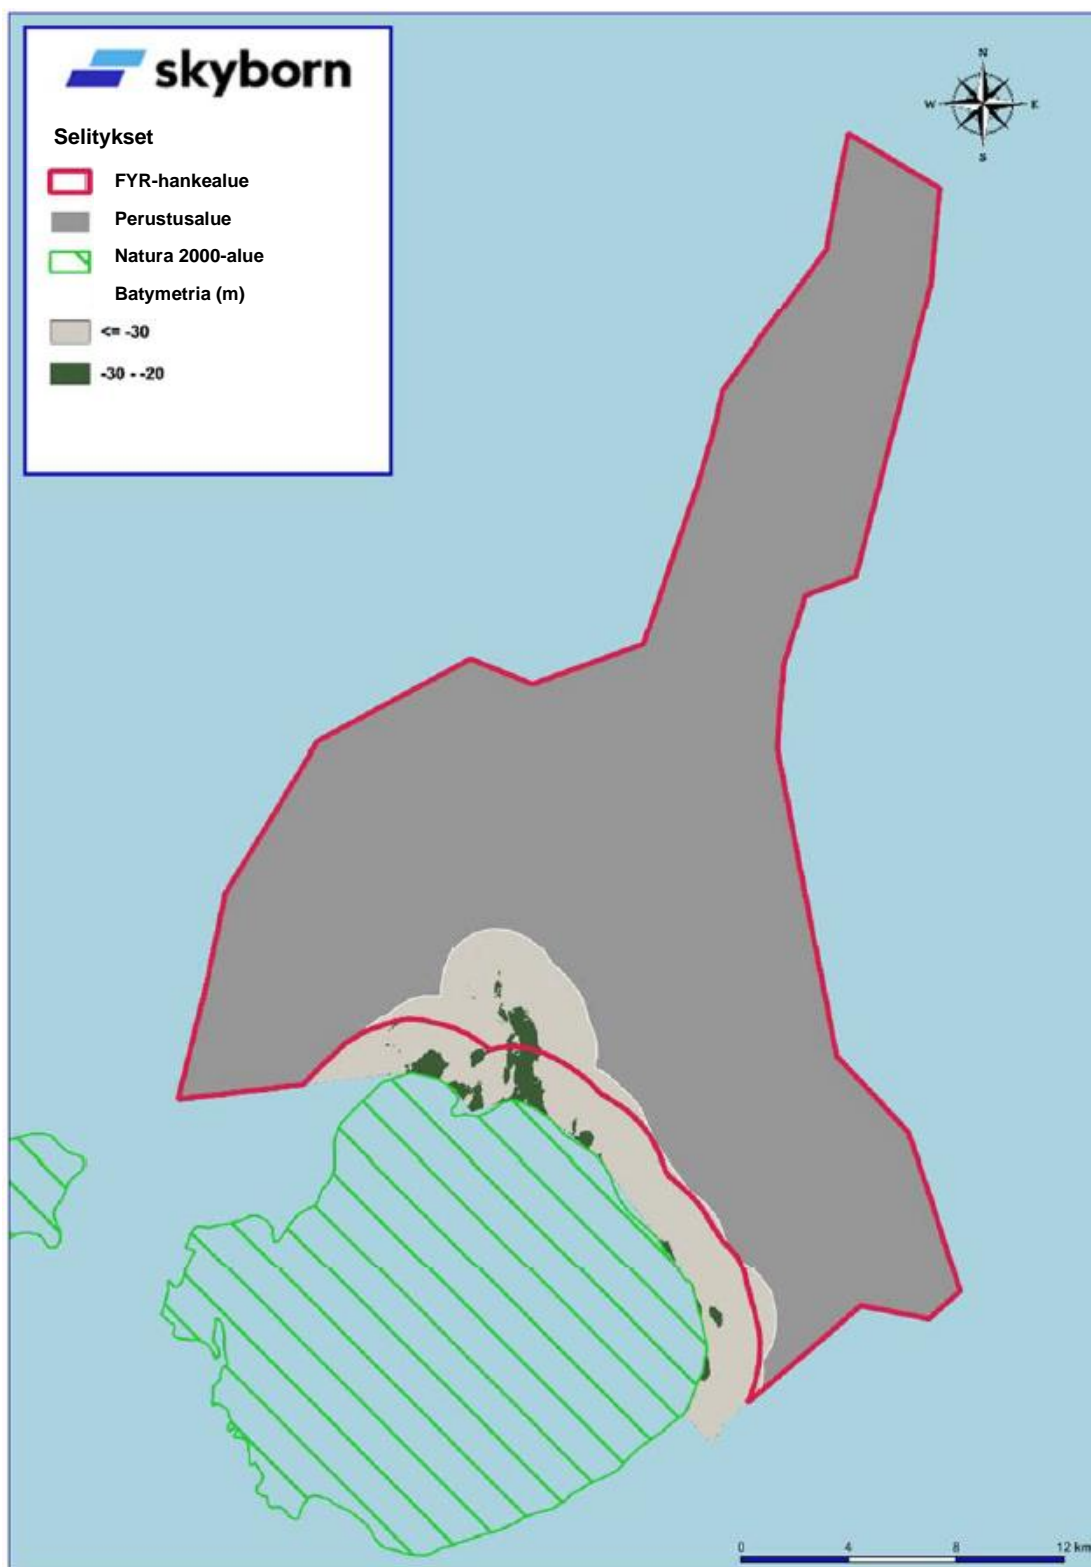 skyborn
Selitykset
FYR-hankealue
Perustusalue
Natura 2000-alue
Batymetria (m)
<= -30
-30 - -20
N
W E
S
0 4 8 12 km